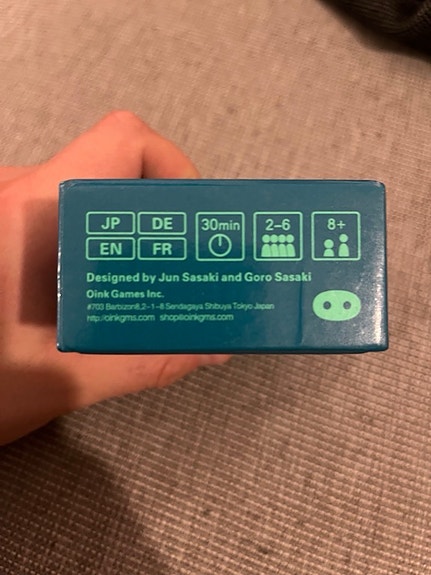 JP DE 30min 2-6 8+
EN FR
Designed by Jun Sasaki and Goro Sasaki
Oink Games Inc.
#703 Barbizon8,2-1-8 Sendagaya Shibuya Tokyo Japan
http://oinkgms.com shop@oinkgms.com